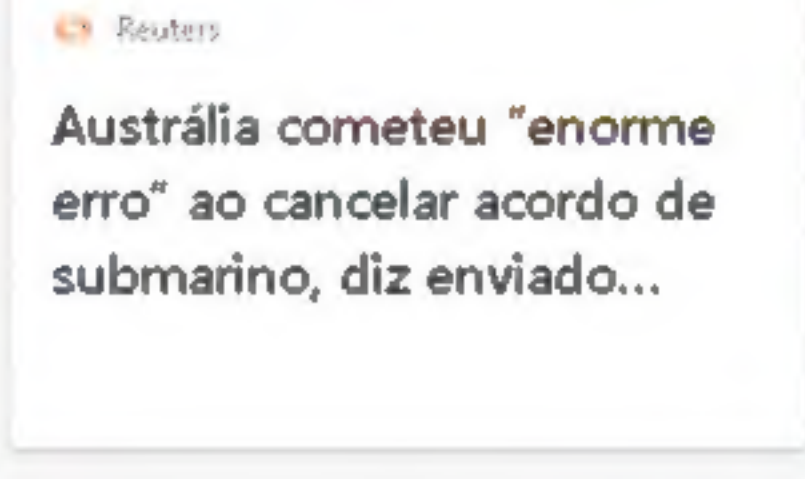 Reuters
Austrália cometeu "enorme
erro" ao cancelar acordo de
submarino, diz enviado...